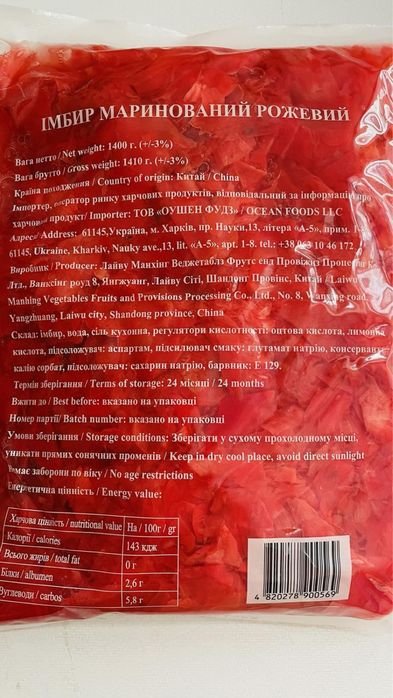 ІМБИР МАРИНОВАНИЙ РОЖЕВИЙ
Вага нетто / Net weight: 1400 г. (+/-3%)
Вага брутто / Gross weight: 1410 г. (+/-3%)
Країна походження / Country of origin: Китай / China
Імпортер, оператор ринку харчових продуктів, відповідальний за інформацію про
харчовий продукт / Importer: ТОВ «ОУШЕН ФУДЗ» / OCEAN FOODS LLC
Адреса/ Address: 61145,Україна, м. Харків, пр. Науки,13, літера «А-5», прим.
61145, Ukraine, Kharkiv, Nauky ave.,13, lit. «A-5», apt. 1-8. tel.: 10 46 172
Виробник / Producer: Лайву Манхінг Веджетаблз Фрутс енд Провіжнз
Лтд., Ванксінг роуд 8, Янгжуанг, Лайву Сіті, Шандонг Провінс, Китай / Laiwu
Manhing Vegetables Fruits and Provisions Processing Co., Ltd., No. 8, Wanxing road,
Yangzhuang, Laiwu city, Shandong province, China
Склад: імбир, вода, сіль кухонна, регулятори кислотності: оцтова кислота, лимонна
кислота, підсолоджувач: аспартам, підсилювач смаку: глутамат натрію, консервант:
калію сорбат, підсолоджувач: сахарин натрію, барвник: Е 129.
Термін зберігання / Terms of storage: 24 місяці / 24 months
Вжити до / Best before: вказано на упаковці
Номер партії/ Batch number: вказано на упаковці
Умови зберігання / Storage conditions: Зберігати у сухому прохолодному місці,
уникати прямих сонячних променів / Keep in dry cool place, avoid direct sunlight
Немає заборони по віку / No age restrictions
Енергетична цінність / Energy value:
Харчова цінність / nutritional value На / 100г / gr
Калорії / calories 143 кдж
Всього жирів / total fat 0 г
Білки / albumen 2,6 г
Вуглеводи / carbos 5,8 г
4 820278 900569